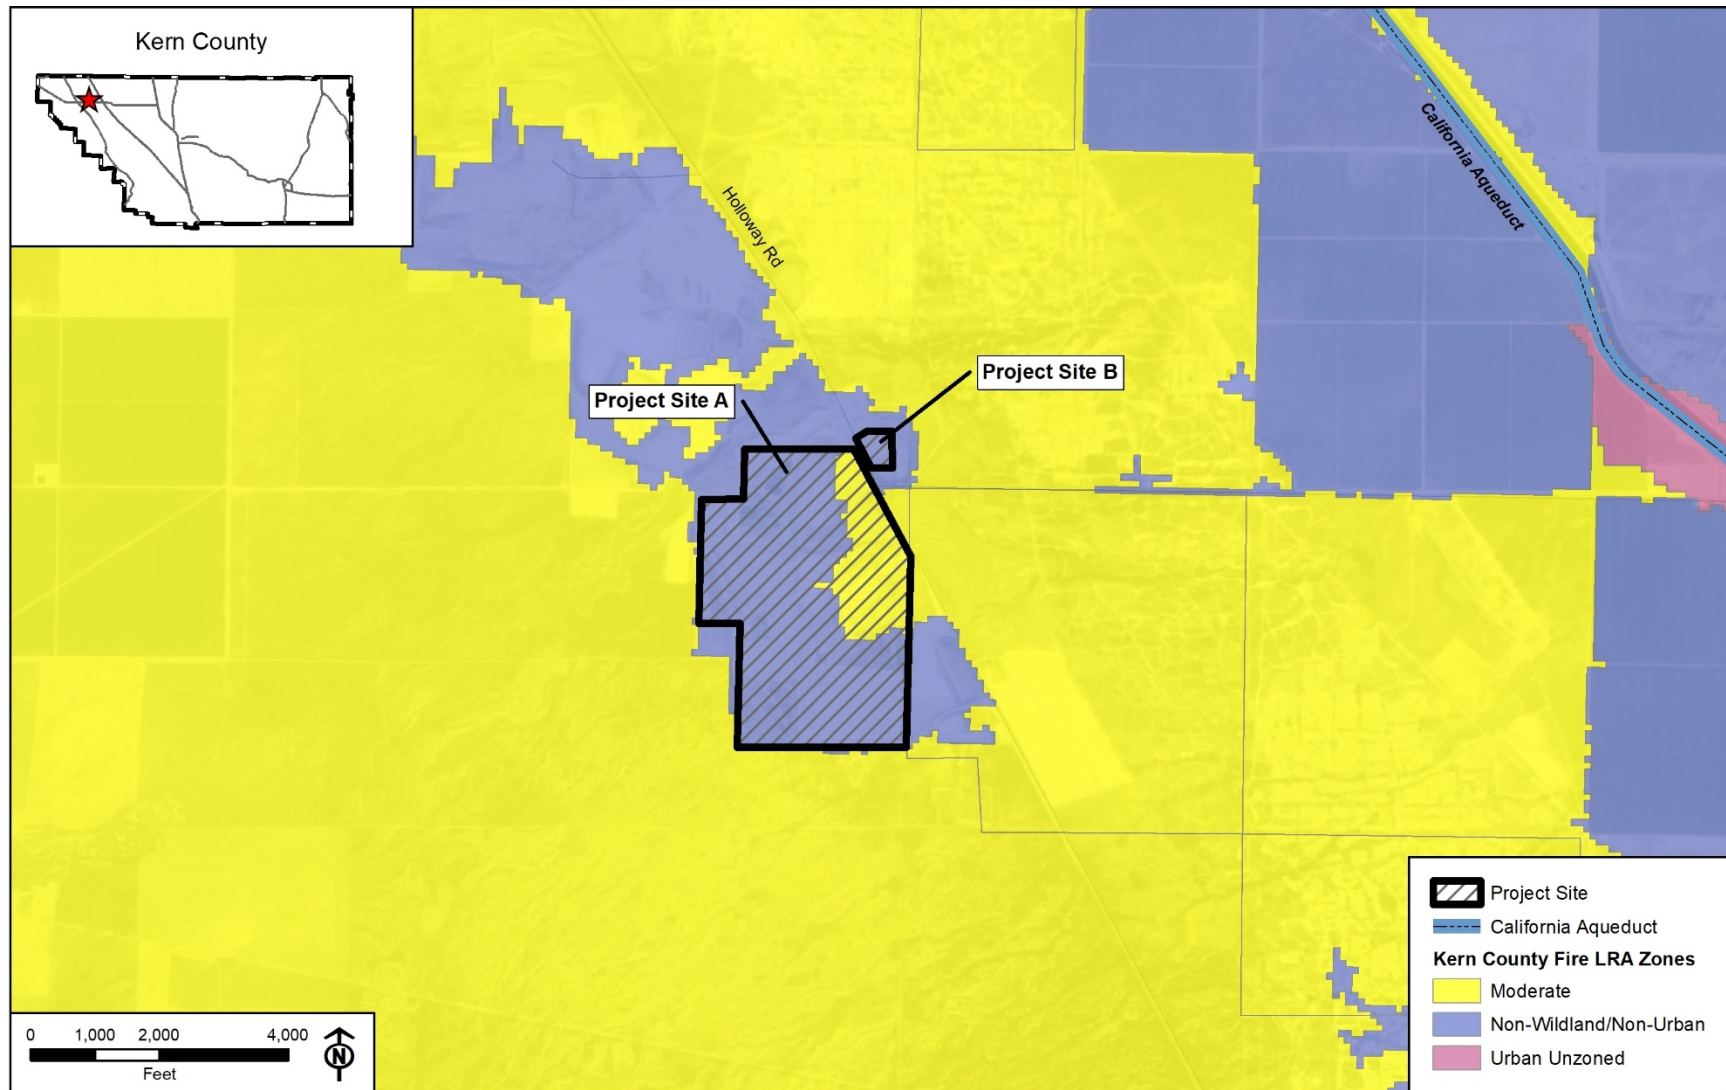 Kern County
California Aqueduct
Holloway Rd
Project Site B
Project Site A
Project Site
California Aqueduct
Kern County Fire LRA Zones
Moderate
Non-Wildland/Non-Urban
Urban Unzoned
0 1,000 2,000 4,000
Feet
N